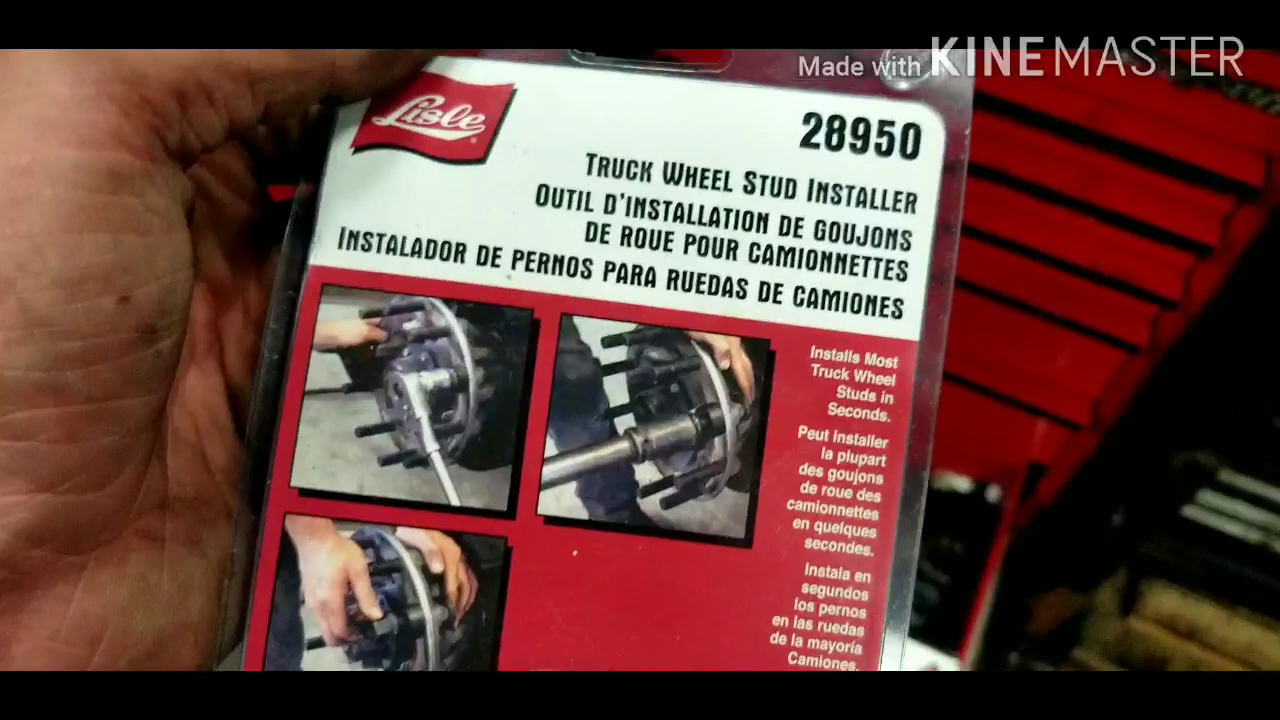 Made with KINEMASTER
Lisle
28950
TRUCK WHEEL STUD INSTALLER
OUTIL D'INSTALLATION DE GOUJONS
DE ROUE POUR CAMIONNETTES
INSTALADOR DE PERNOS PARA RUEDAS DE CAMIONES
Installs Most
Truck Wheel
Studs in
Seconds.
Peut installer
la plupart
des goujons
de roue des
camionnettes
en quelques
secondes.
Instala en
segundos
los pernos
en las ruedas
de la mayoría
Camiones.